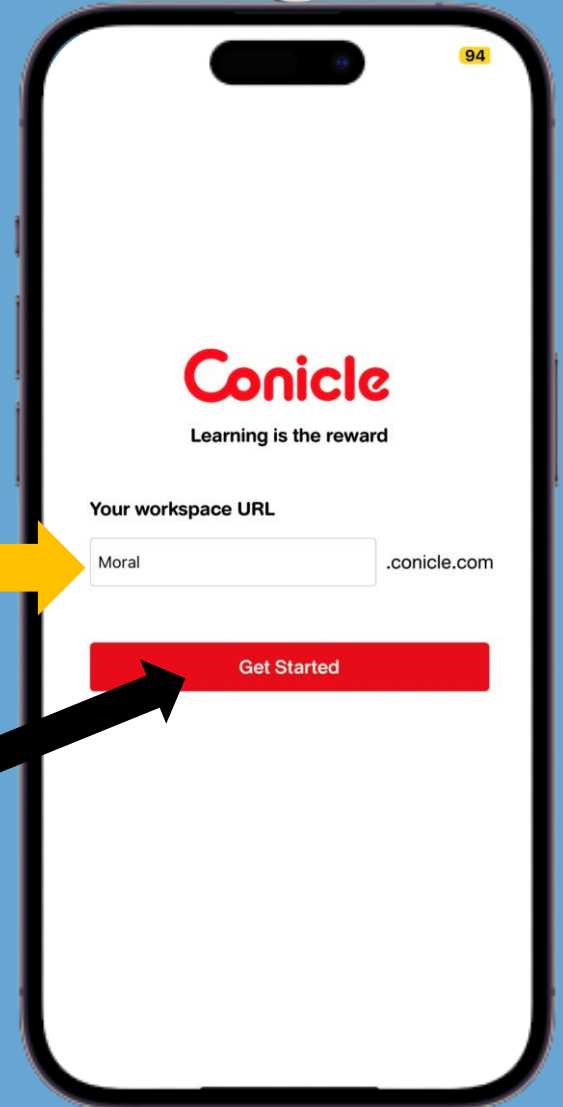 94
Conicle
Learning is the reward
Your workspace URL
Moral .conicle.com
Get Started